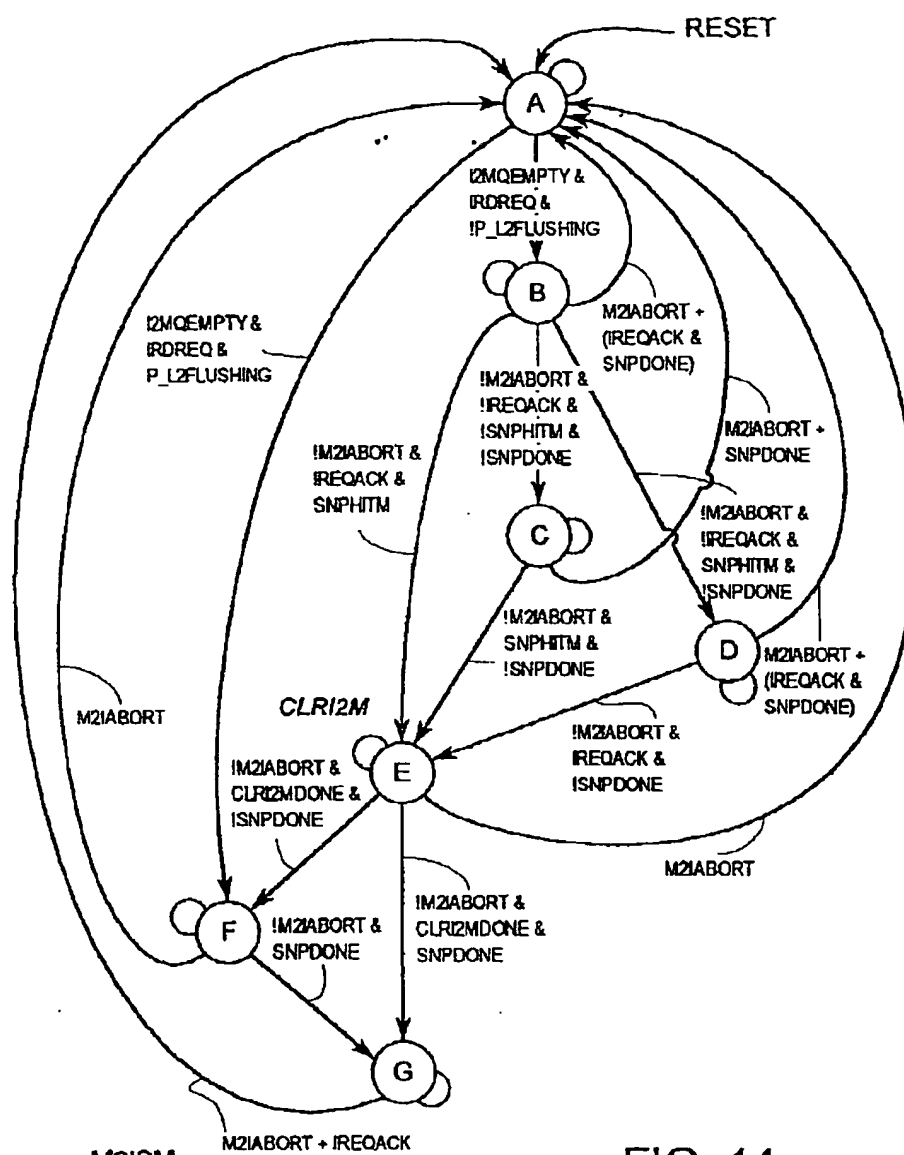 RESET
A
I2MQEMPTY &
IRDREQ &
!P_L2FLUSHING
B
M2IABORT +
(IREQACK &
SNPDONE)
I2MQEMPTY &
IRDREQ &
P_L2FLUSHING
!M2IABORT &
!IREQACK &
!SNPHITM &
!SNPDONE
M2IABORT +
SNPDONE
!M2IABORT &
IREQACK &
SNPHITM
C
!M2IABORT &
!IREQACK &
SNPHITM &
!SNPDONE
!M2IABORT &
SNPHITM &
!SNPDONE
D
M2IABORT +
(IREQACK &
SNPDONE)
M2IABORT
CLRI2M
!M2IABORT &
IREQACK &
!SNPDONE
E
!M2IABORT &
CLRI2MDONE &
!SNPDONE
M2IABORT
F
!M2IABORT &
SNPDONE
!M2IABORT &
CLRI2MDONE &
SNPDONE
G
M2IABORT + IREQACK